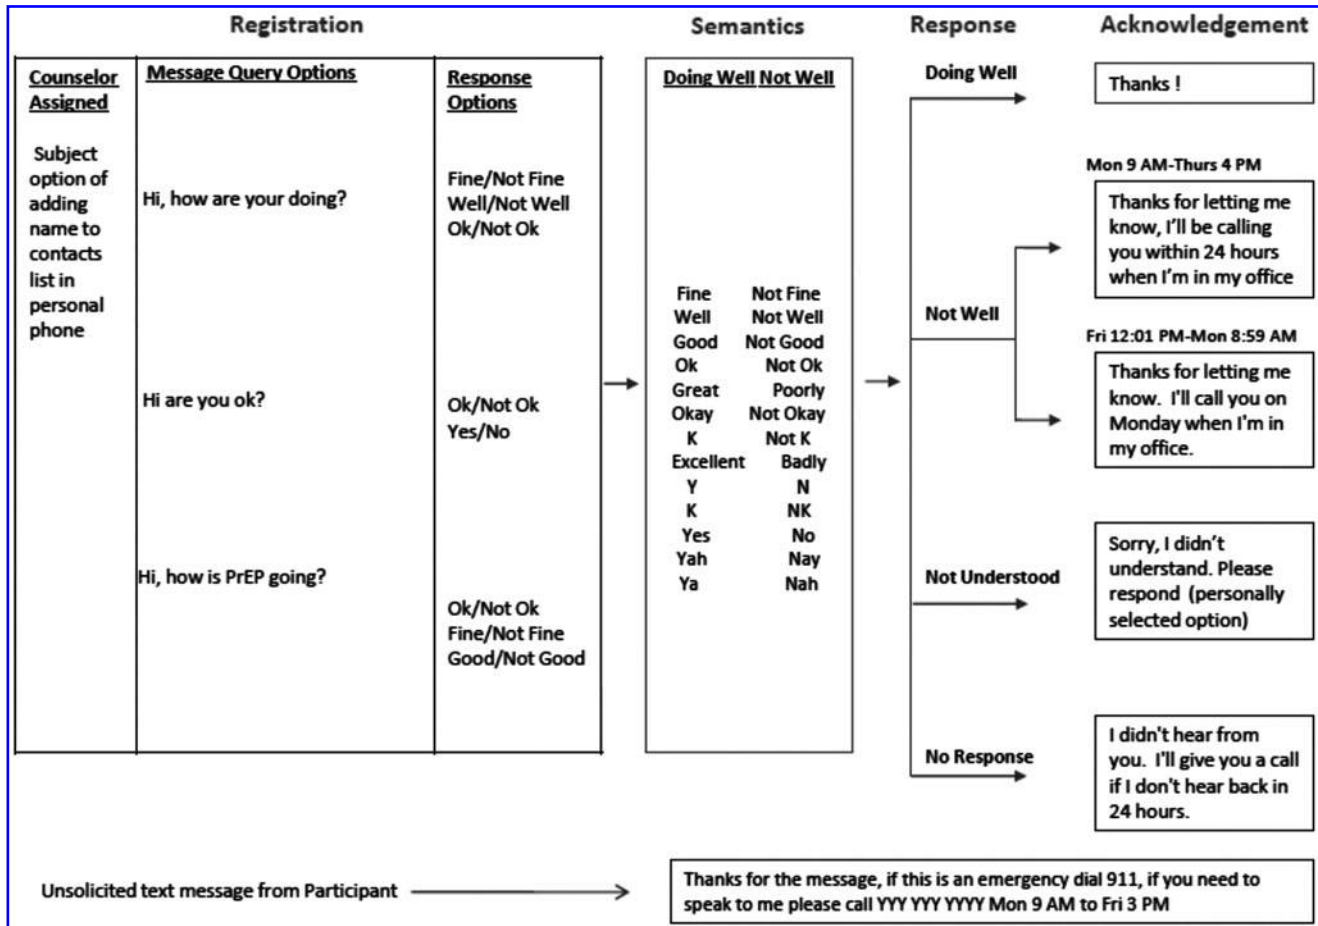 Registration
Semantics
Response
Acknowledgement
Counselor
Assigned
Subject
option of
adding
name to
contacts
list in
personal
phone
Message Query Options
Hi, how are your doing?
Hi are you ok?
Hi, how is PrEP going?
Response
Options
Fine/Not Fine
Well/Not Well
Ok/Not Ok
Ok/Not Ok
Yes/No
Ok/Not Ok
Fine/Not Fine
Good/Not Good
Doing Well Not Well
Fine Not Fine
Well Not Well
Good Not Good
Ok Not Ok
Great Poorly
Okay Not Okay
K Not K
Excellent Badly
Y N
K NK
Yes No
Yah Nay
Ya Nah
Doing Well
Thanks !
Not Well
Mon 9 AM-Thurs 4 PM
Thanks for letting me
know, I'll be calling
you within 24 hours
when I'm in my office
Fri 12:01 PM-Mon 8:59 AM
Thanks for letting me
know. I'll call you on
Monday when I'm in
my office.
Not Understood
Sorry, I didn't
understand. Please
respond (personally
selected option)
No Response
I didn't hear from
you. I'll give you a call
if I don't hear back in
24 hours.
Unsolicited text message from Participant
Thanks for the message, if this is an emergency dial 911, if you need to
speak to me please call YYY YYY YYYY Mon 9 AM to Fri 3 PM